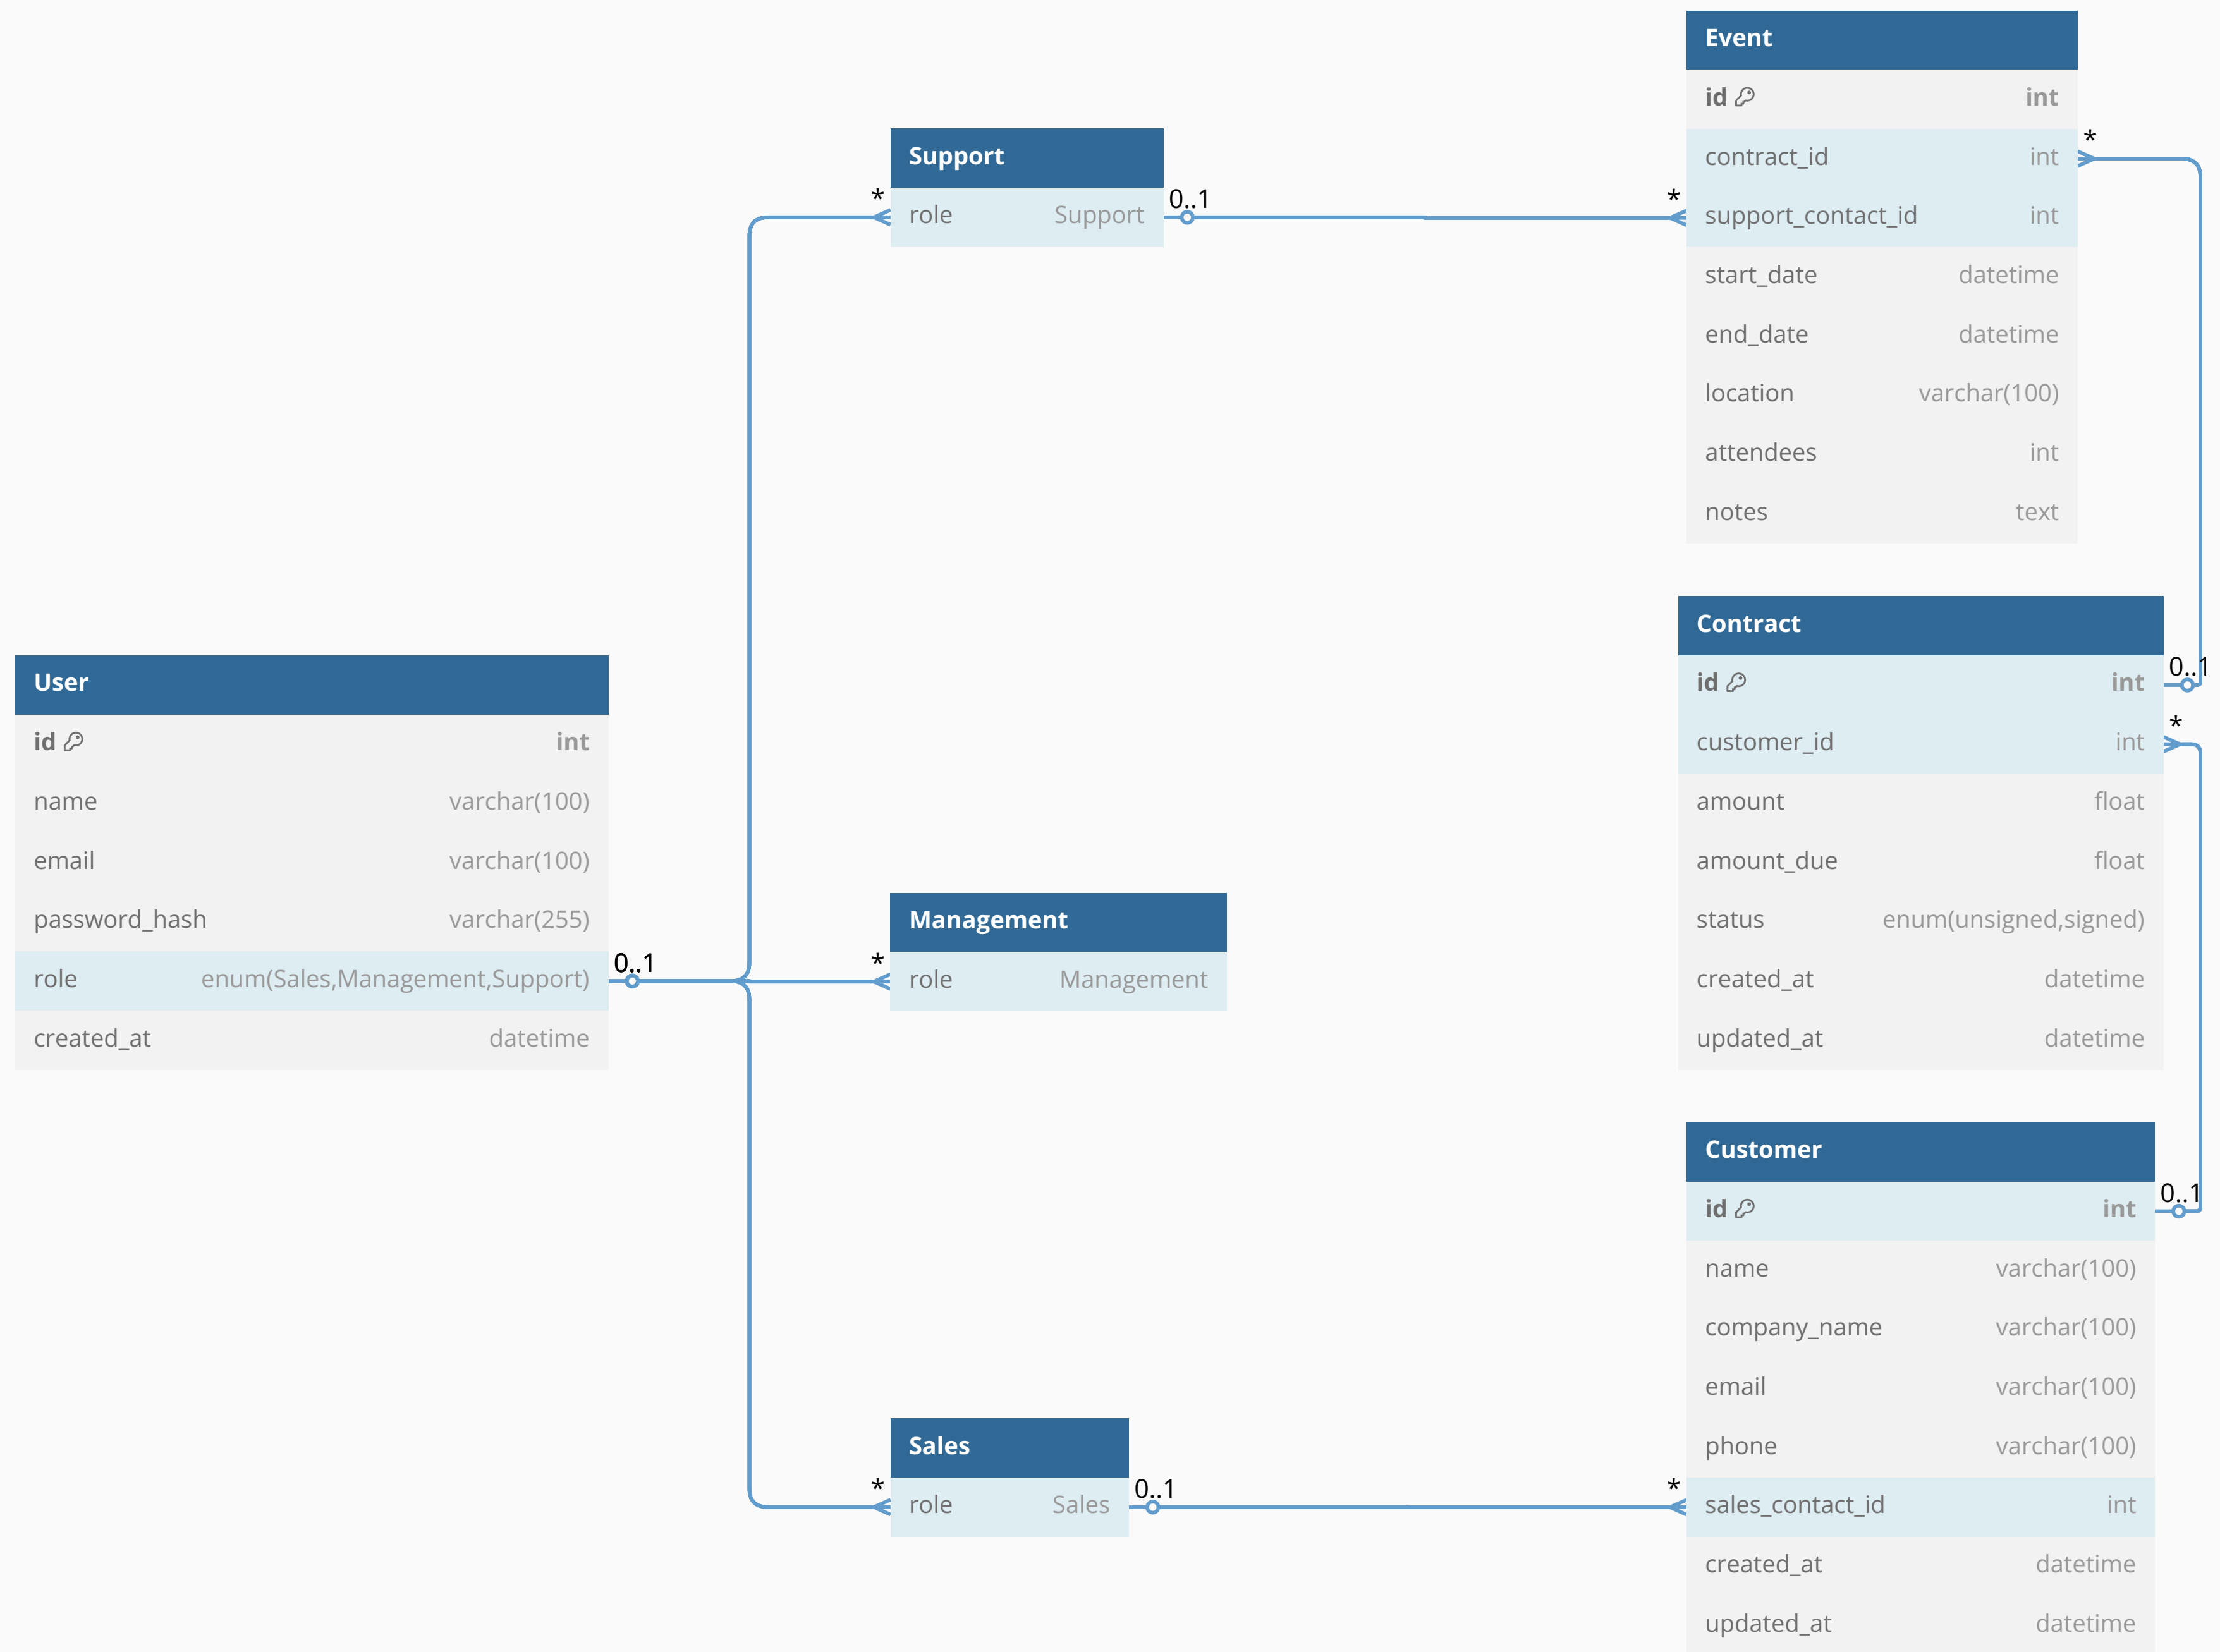 Event
id int
* contract_id int
support_contact_id int
start_date datetime
end_date datetime
location varchar(100)
attendees int
notes text
Support
* role Support 0..1 *
Contract
id int 0..1
customer_id int *
amount float
amount_due float
status enum(unsigned,signed)
created_at datetime
updated_at datetime
User
id int
name varchar(100)
email varchar(100)
password_hash varchar(255)
role enum(Sales,Management,Support) 0..1
created_at datetime
Management
* role Management
Customer
id int 0..1
name varchar(100)
company_name varchar(100)
email varchar(100)
phone varchar(100)
sales_contact_id int
created_at datetime
updated_at datetime
Sales
* role Sales 0..1 *